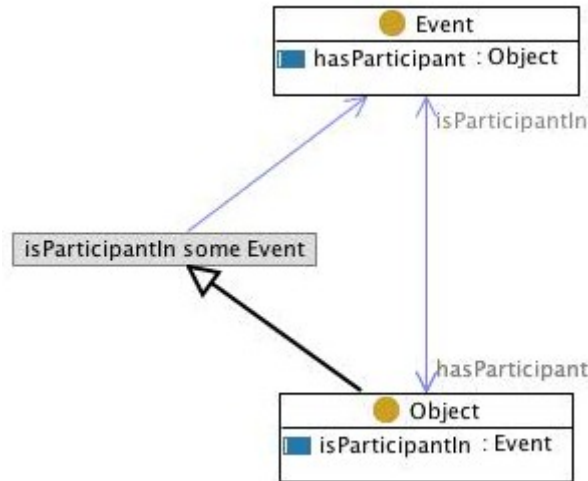 Event
hasParticipant : Object
isParticipantIn
isParticipantIn some Event
hasParticipant
Object
isParticipantIn : Event